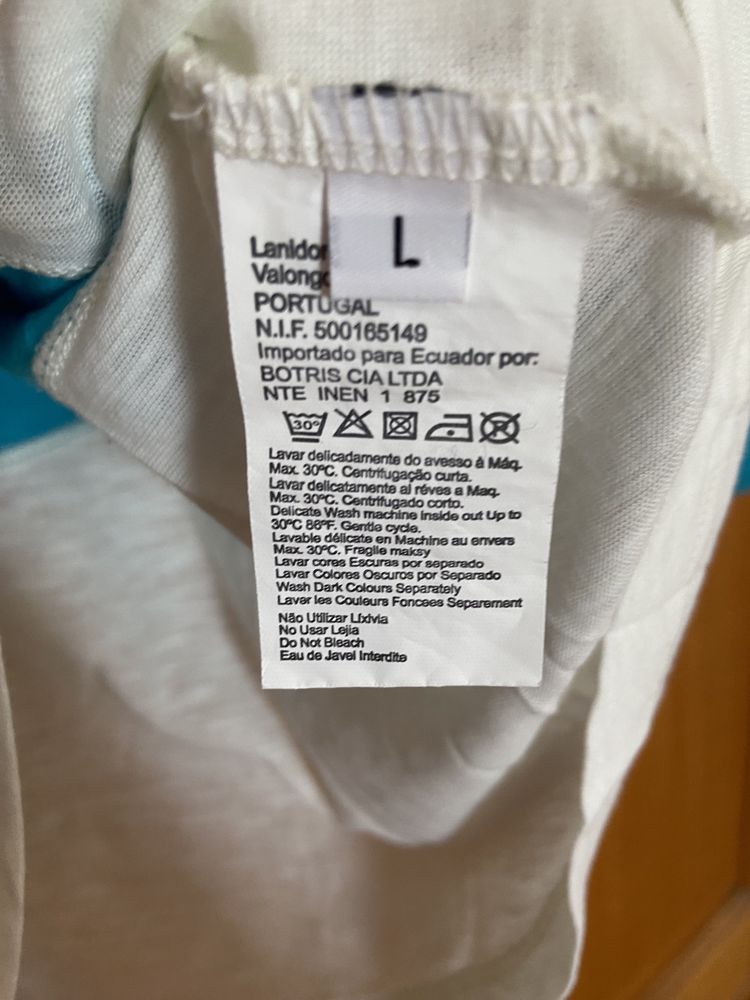 L
Lanidor
Valongo
PORTUGAL
N.I.F. 500165149
Importado para Ecuador por:
BOTRIS CIA LTDA
NTE INEN 1 875
30°
Lavar delicadamente do avesso à Máq.
Max. 30ºC. Centrifugação curta.
Lavar delicatamente al réves a Maq.
Max. 30ºC. Centrifugado corto.
Delicate Wash machine Inside out Up to
30ºC 86ºF. Gentle cycle.
Lavable délicate en Machine au envers
Max. 30ºC. Fragile maksy
Lavar cores Escuras por separado
Lavar Colores Oscuros por Separado
Wash Dark Colours Separately
Laver les Couleurs Foncees Separement
Não Utilizar Lixivia
No Usar Lejia
Do Not Bleach
Eau de Javel Interdite